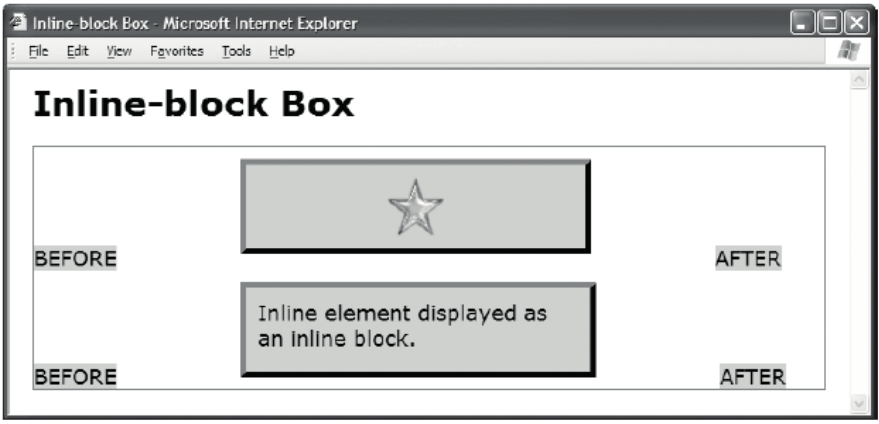 Inline-block Box - Microsoft Internet Explorer
File Edit View Favorites Tools Help
Inline-block Box
BEFORE AFTER
Inline element displayed as
an inline block.
BEFORE AFTER